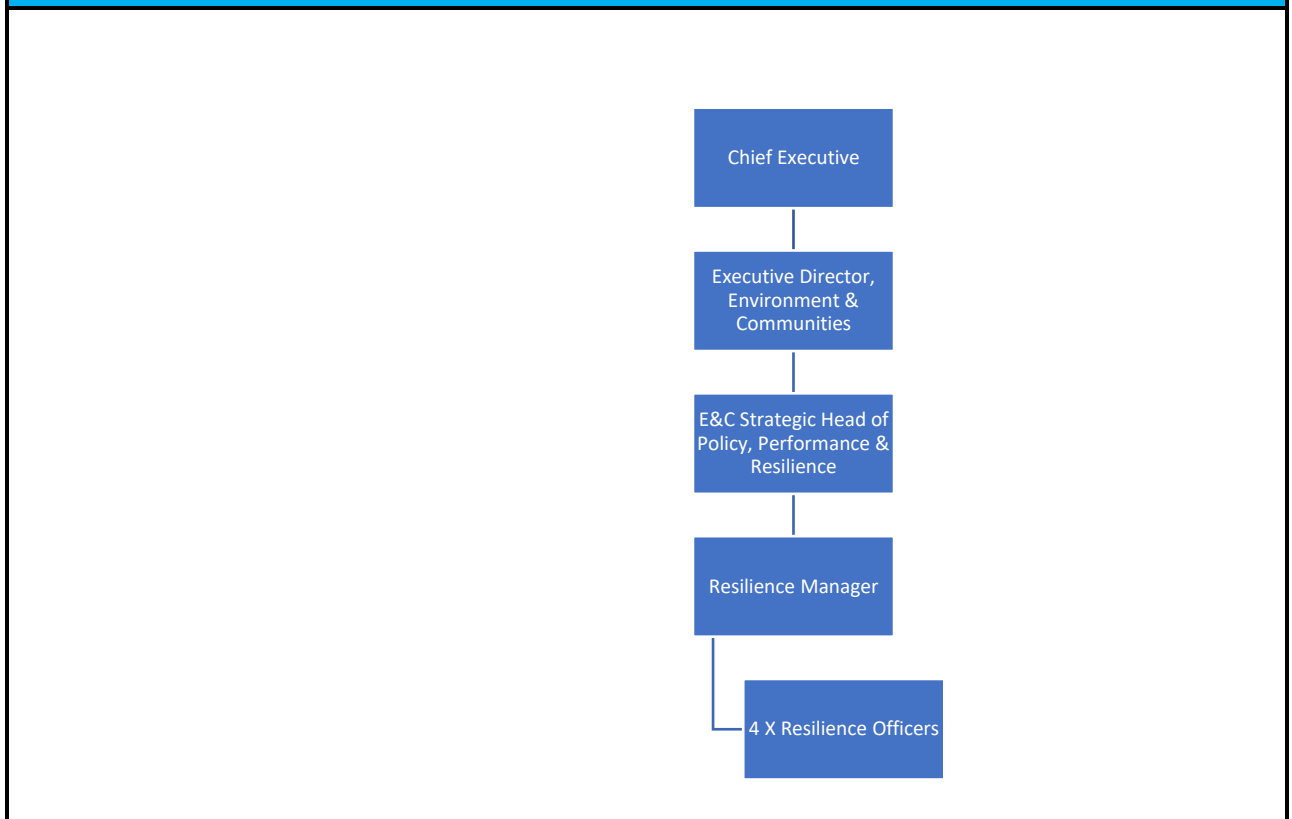 Chief Executive
Executive Director,
Environment &
Communities
E&C Strategic Head of
Policy, Performance &
Resilience
Resilience Manager
4 X Resilience Officers